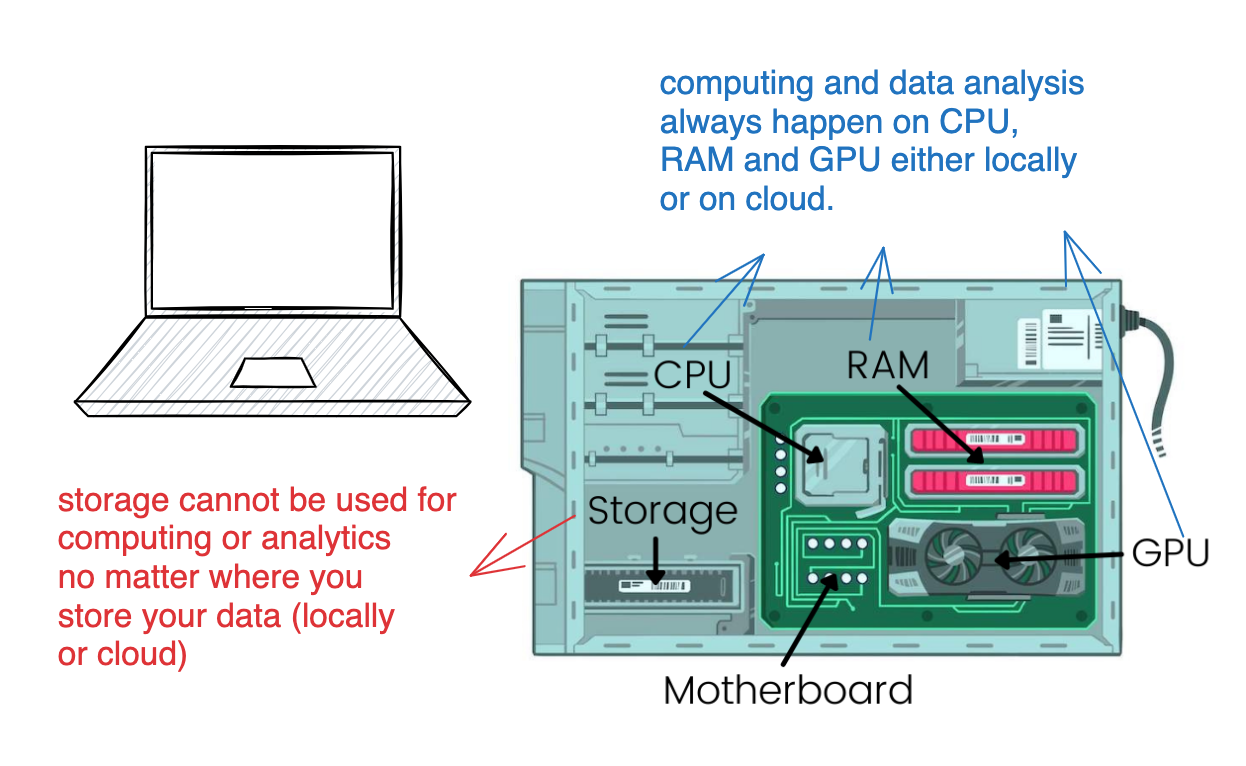 computing and data analysis
always happen on CPU,
RAM and GPU either locally
or on cloud.
CPU
RAM
Storage
GPU
Motherboard
storage cannot be used for
computing or analytics
no matter where you
store your data (locally
or cloud)